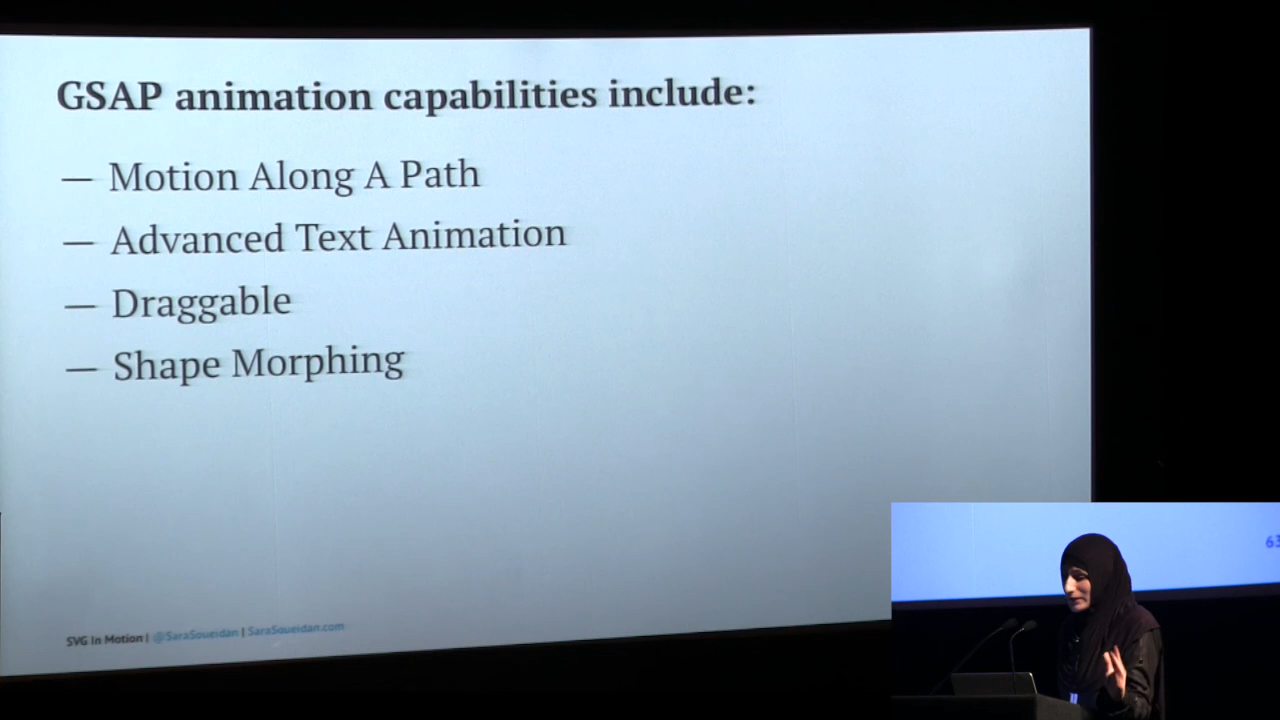 GSAP animation capabilities include:
— Motion Along A Path
— Advanced Text Animation
— Draggable
— Shape Morphing
SVG In Motion | @SaraSoueidan | SaraSoueidan.com
63